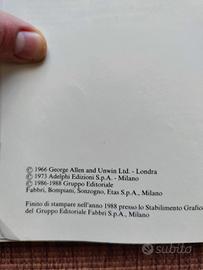 © 1966 George Allen and Unwin Ltd. - Londra
© 1973 Adelphi Edizioni S.p.A. - Milano
© 1986-1988 Gruppo Editoriale
Fabbri, Bompiani, Sonzogno, Etas S.p.A., Milano
Finito di stampare nell'anno 1988 presso lo Stabilimento Grafico
del Gruppo Editoriale Fabbri S.p.A., Milano
subito